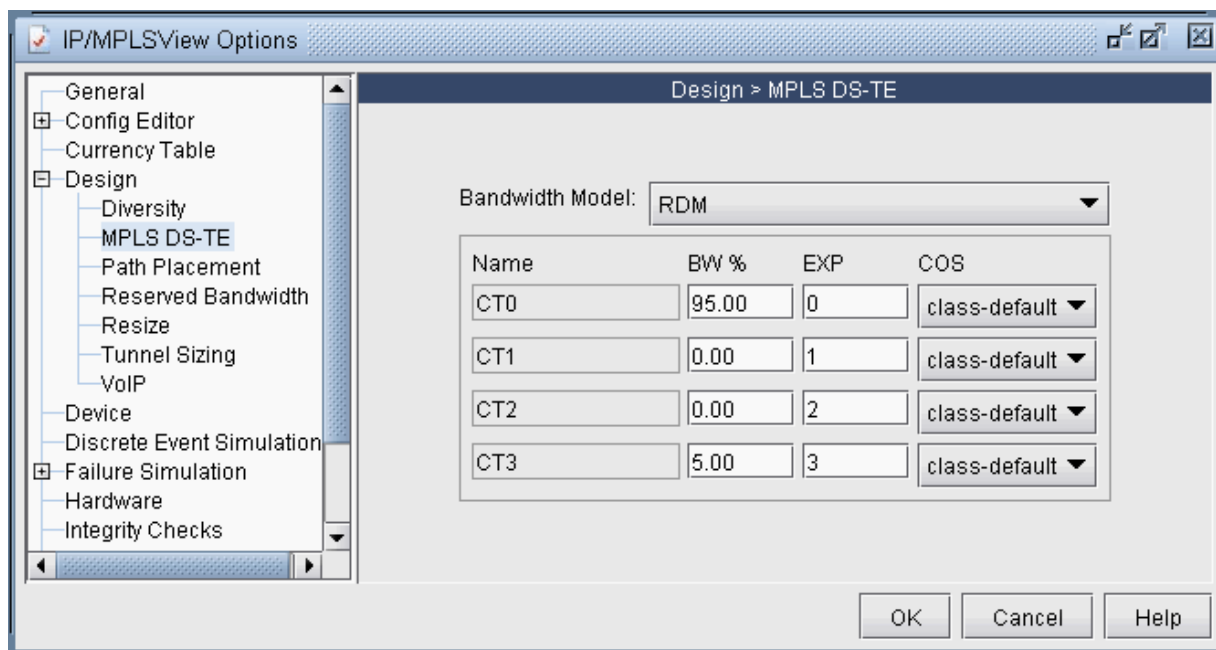 IP/MPLSView Options
General
Config Editor
Currency Table
Design
Diversity
MPLS DS-TE
Path Placement
Reserved Bandwidth
Resize
Tunnel Sizing
VoIP
Device
Discrete Event Simulation
Failure Simulation
Hardware
Integrity Checks
Design > MPLS DS-TE
Bandwidth Model: RDM
Name BW % EXP COS
CT0 95.00 0 class-default
CT1 0.00 1 class-default
CT2 0.00 2 class-default
CT3 5.00 3 class-default
OK Cancel Help